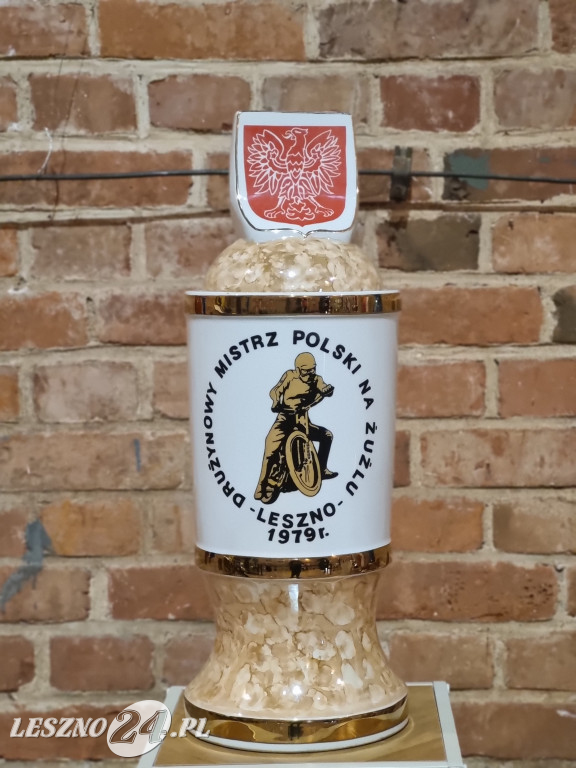 DRUŻYNOWY MISTRZ POLSKI NA ŻUŻLU
-LESZNO-
1979r.
LESZNO24.PL